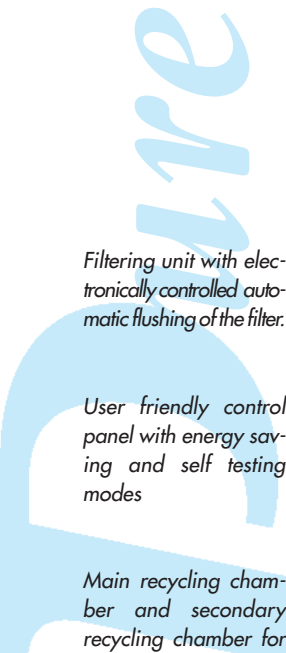 ure
Filtering unit with elec-
tronically controlled auto-
matic flushing of the filter.
User friendly control
panel with energy sav-
ing and self testing
modes
Main recycling cham-
ber and secondary
recycling chamber for